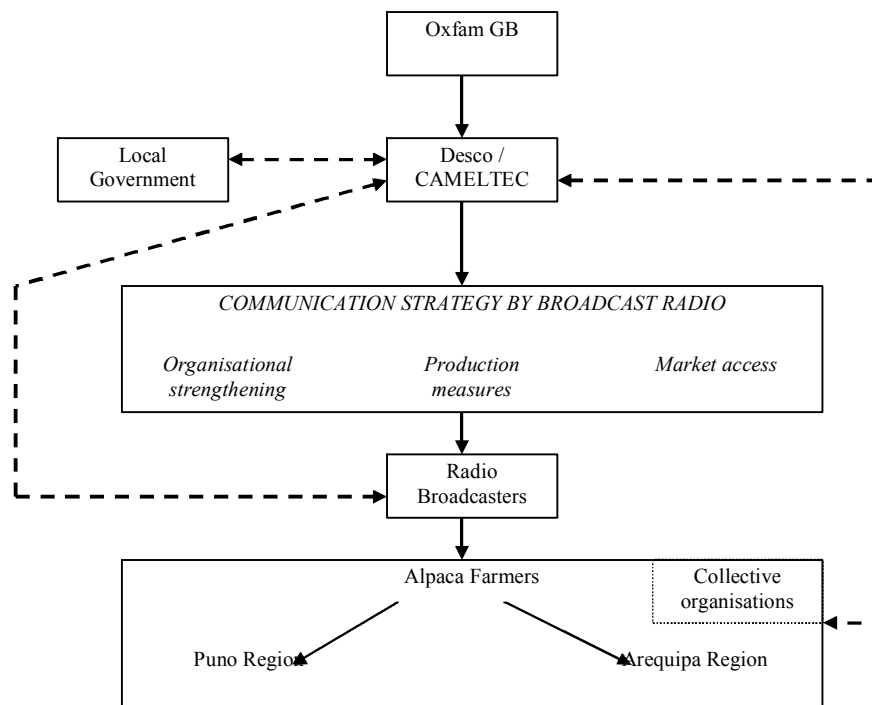 Oxfam GB
Local
Government
Desco /
CAMELTEC
COMMUNICATION STRATEGY BY BROADCAST RADIO
Organisational
strengthening
Production
measures
Market access
Radio
Broadcasters
Alpaca Farmers
Collective
organisations
Puno Region
Arequipa Region